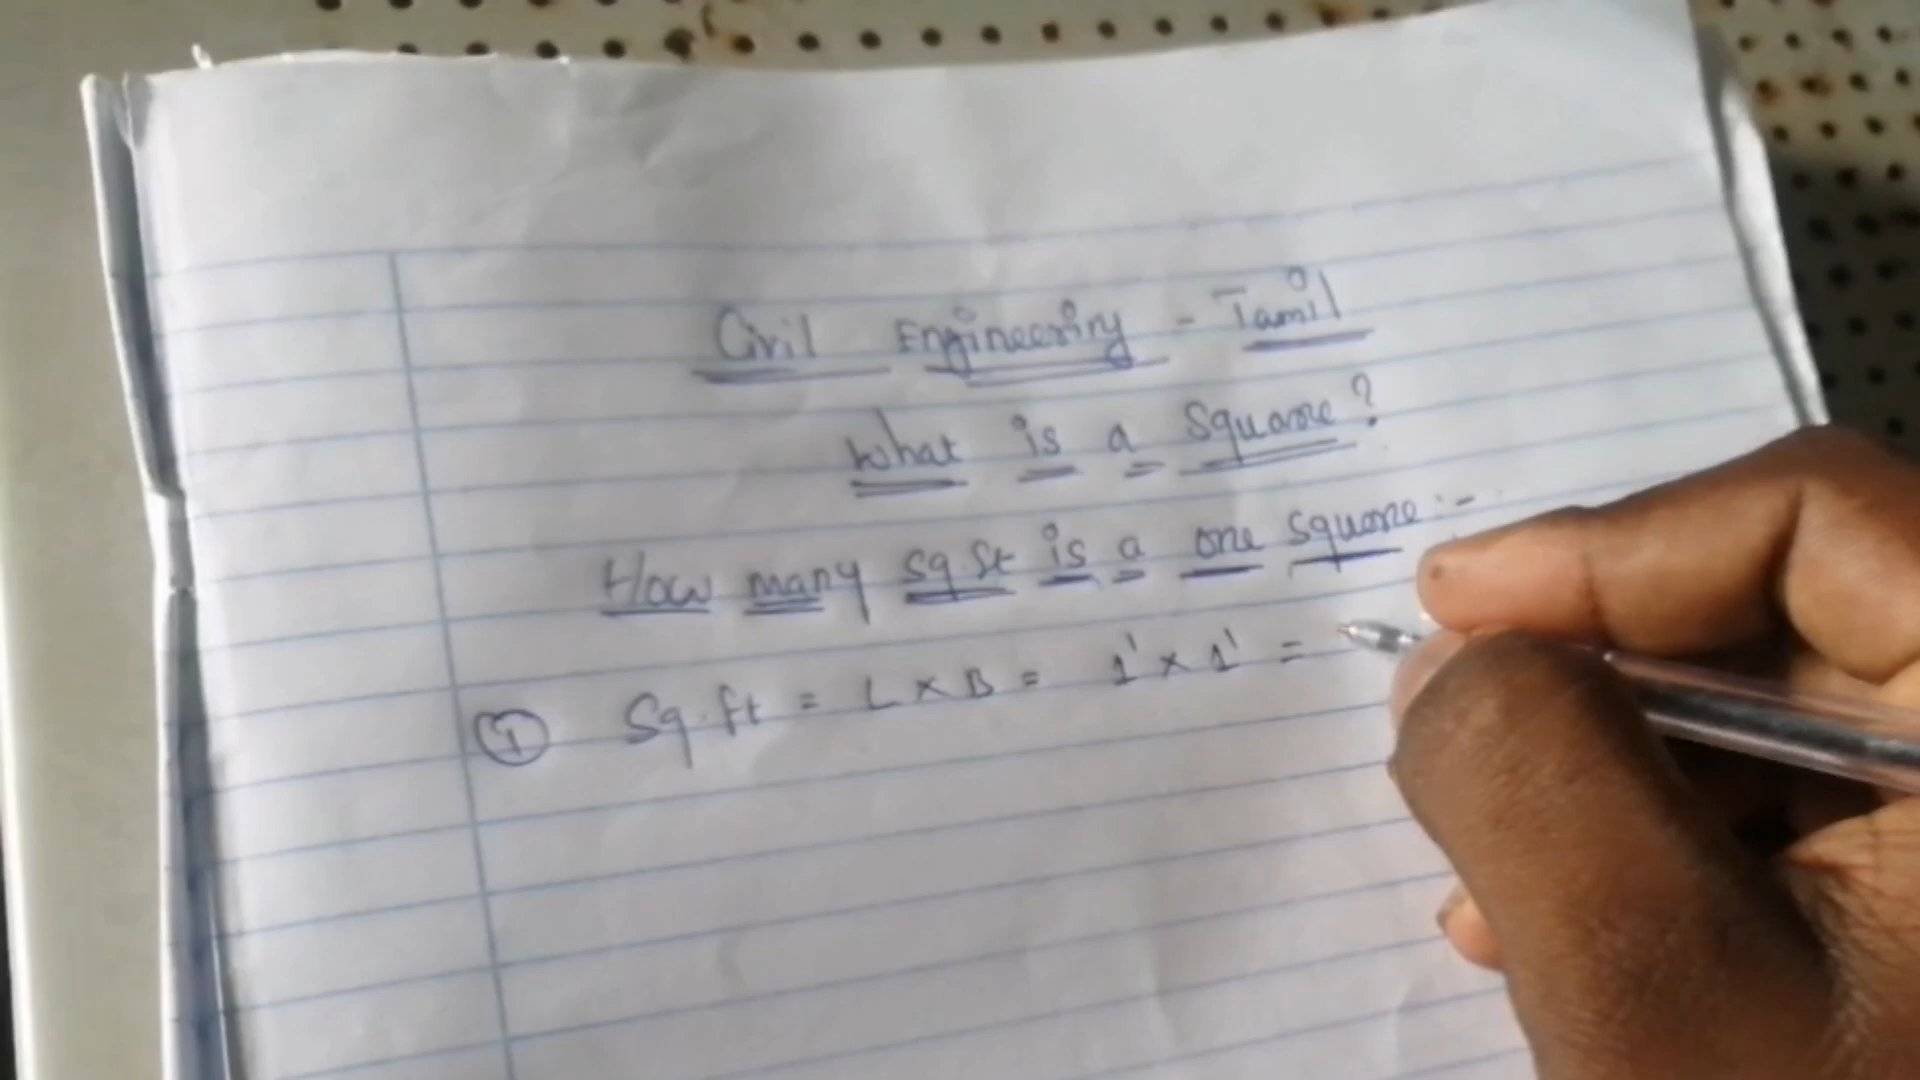 Civil Engineering - Tamil
What is a Square?
How many sq.ft is a one square :-
① Sq.ft = L × B = 1' × 1' =